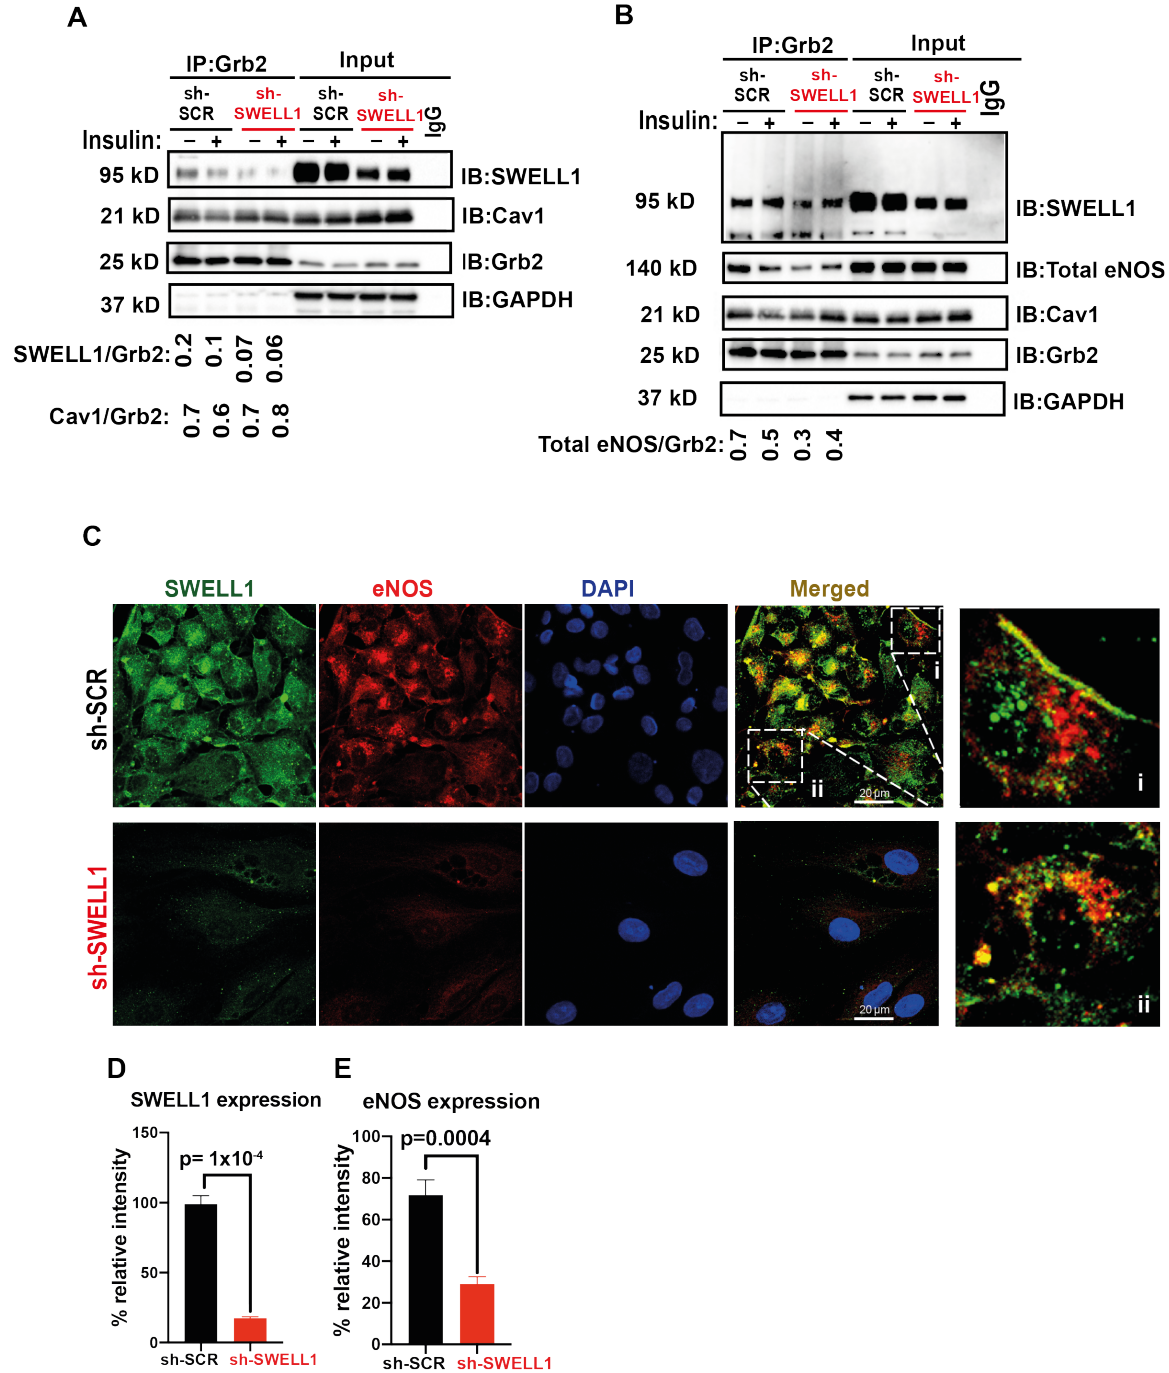 A
IP:Grb2
Input
sh-
SCR
sh-
SWELL1
sh-
SCR
sh-
SWELL1
IgG
Insulin:
− + − + − + − +
95 kD
IB:SWELL1
21 kD
IB:Cav1
25 kD
IB:Grb2
37 kD
IB:GAPDH
SWELL1/Grb2: 0.2 0.1 0.07 0.06
Cav1/Grb2: 0.7 0.6 0.7 0.8
B
IP:Grb2
Input
sh-
SCR
sh-
SWELL1
sh-
SCR
sh-
SWELL1
IgG
Insulin:
− + − + − + − +
95 kD
IB:SWELL1
140 kD
IB:Total eNOS
21 kD
IB:Cav1
25 kD
IB:Grb2
37 kD
IB:GAPDH
Total eNOS/Grb2: 0.7 0.5 0.3 0.4
C
SWELL1
eNOS
DAPI
Merged
sh-SCR
i
ii
20 µm
i
sh-SWELL1
20 µm
ii
D
SWELL1 expression
p= 1x10-4
% relative intensity
150
100
50
0
sh-SCR
sh-SWELL1
E
eNOS expression
p=0.0004
% relative intensity
100
80
60
40
20
0
sh-SCR
sh-SWELL1